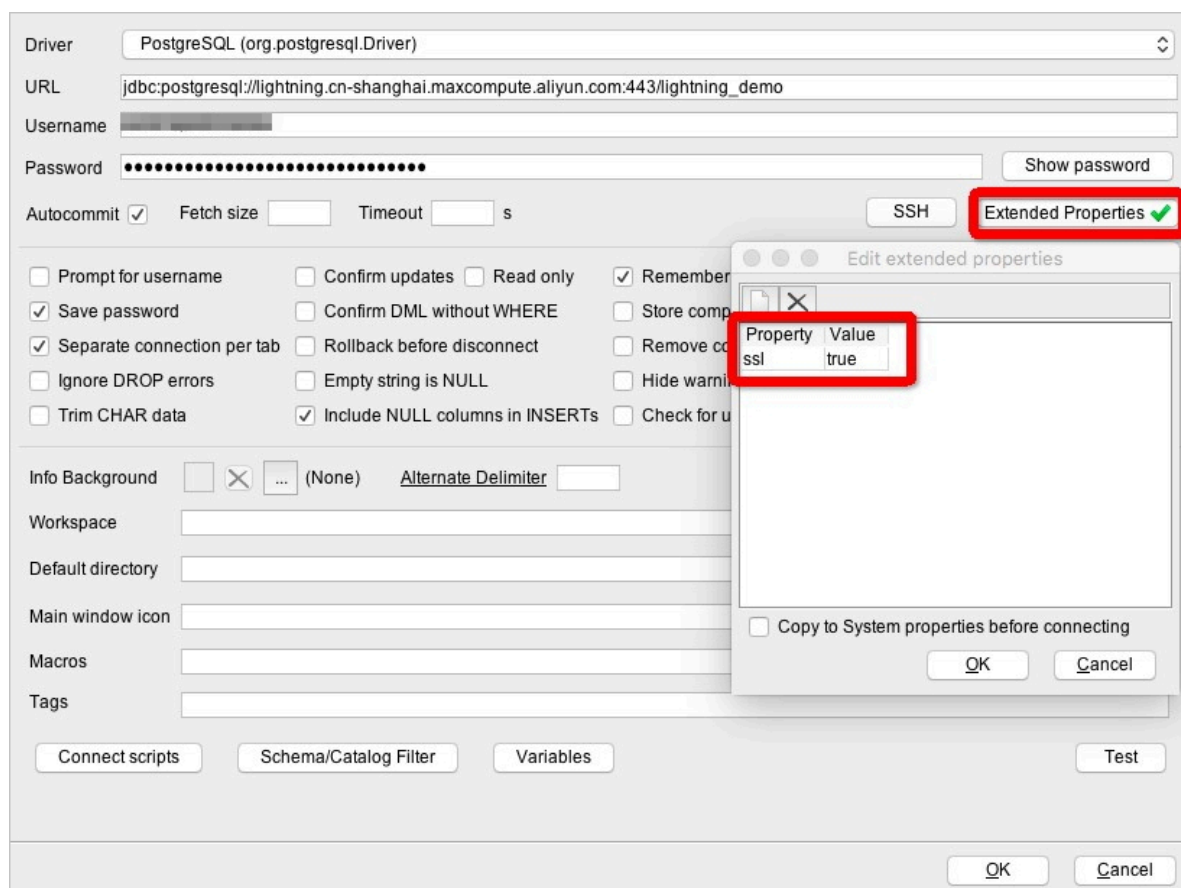 Driver PostgreSQL (org.postgresql.Driver)
URL jdbc:postgresql://lightning.cn-shanghai.maxcompute.aliyun.com:443/lightning_demo
Username
Password Show password
Autocommit Fetch size Timeout s SSH Extended Properties
Edit extended properties
Prompt for username Confirm updates Read only Remember
Save password Confirm DML without WHERE Store comp
Property Value
Separate connection per tab Rollback before disconnect Remove co
ssl true
Ignore DROP errors Empty string is NULL Hide warni
Trim CHAR data Include NULL columns in INSERTs Check for u
Info Background ... (None) Alternate Delimiter
Workspace
Default directory
Main window icon
Copy to System properties before connecting
Macros
OK Cancel
Tags
Connect scripts Schema/Catalog Filter Variables Test
OK Cancel